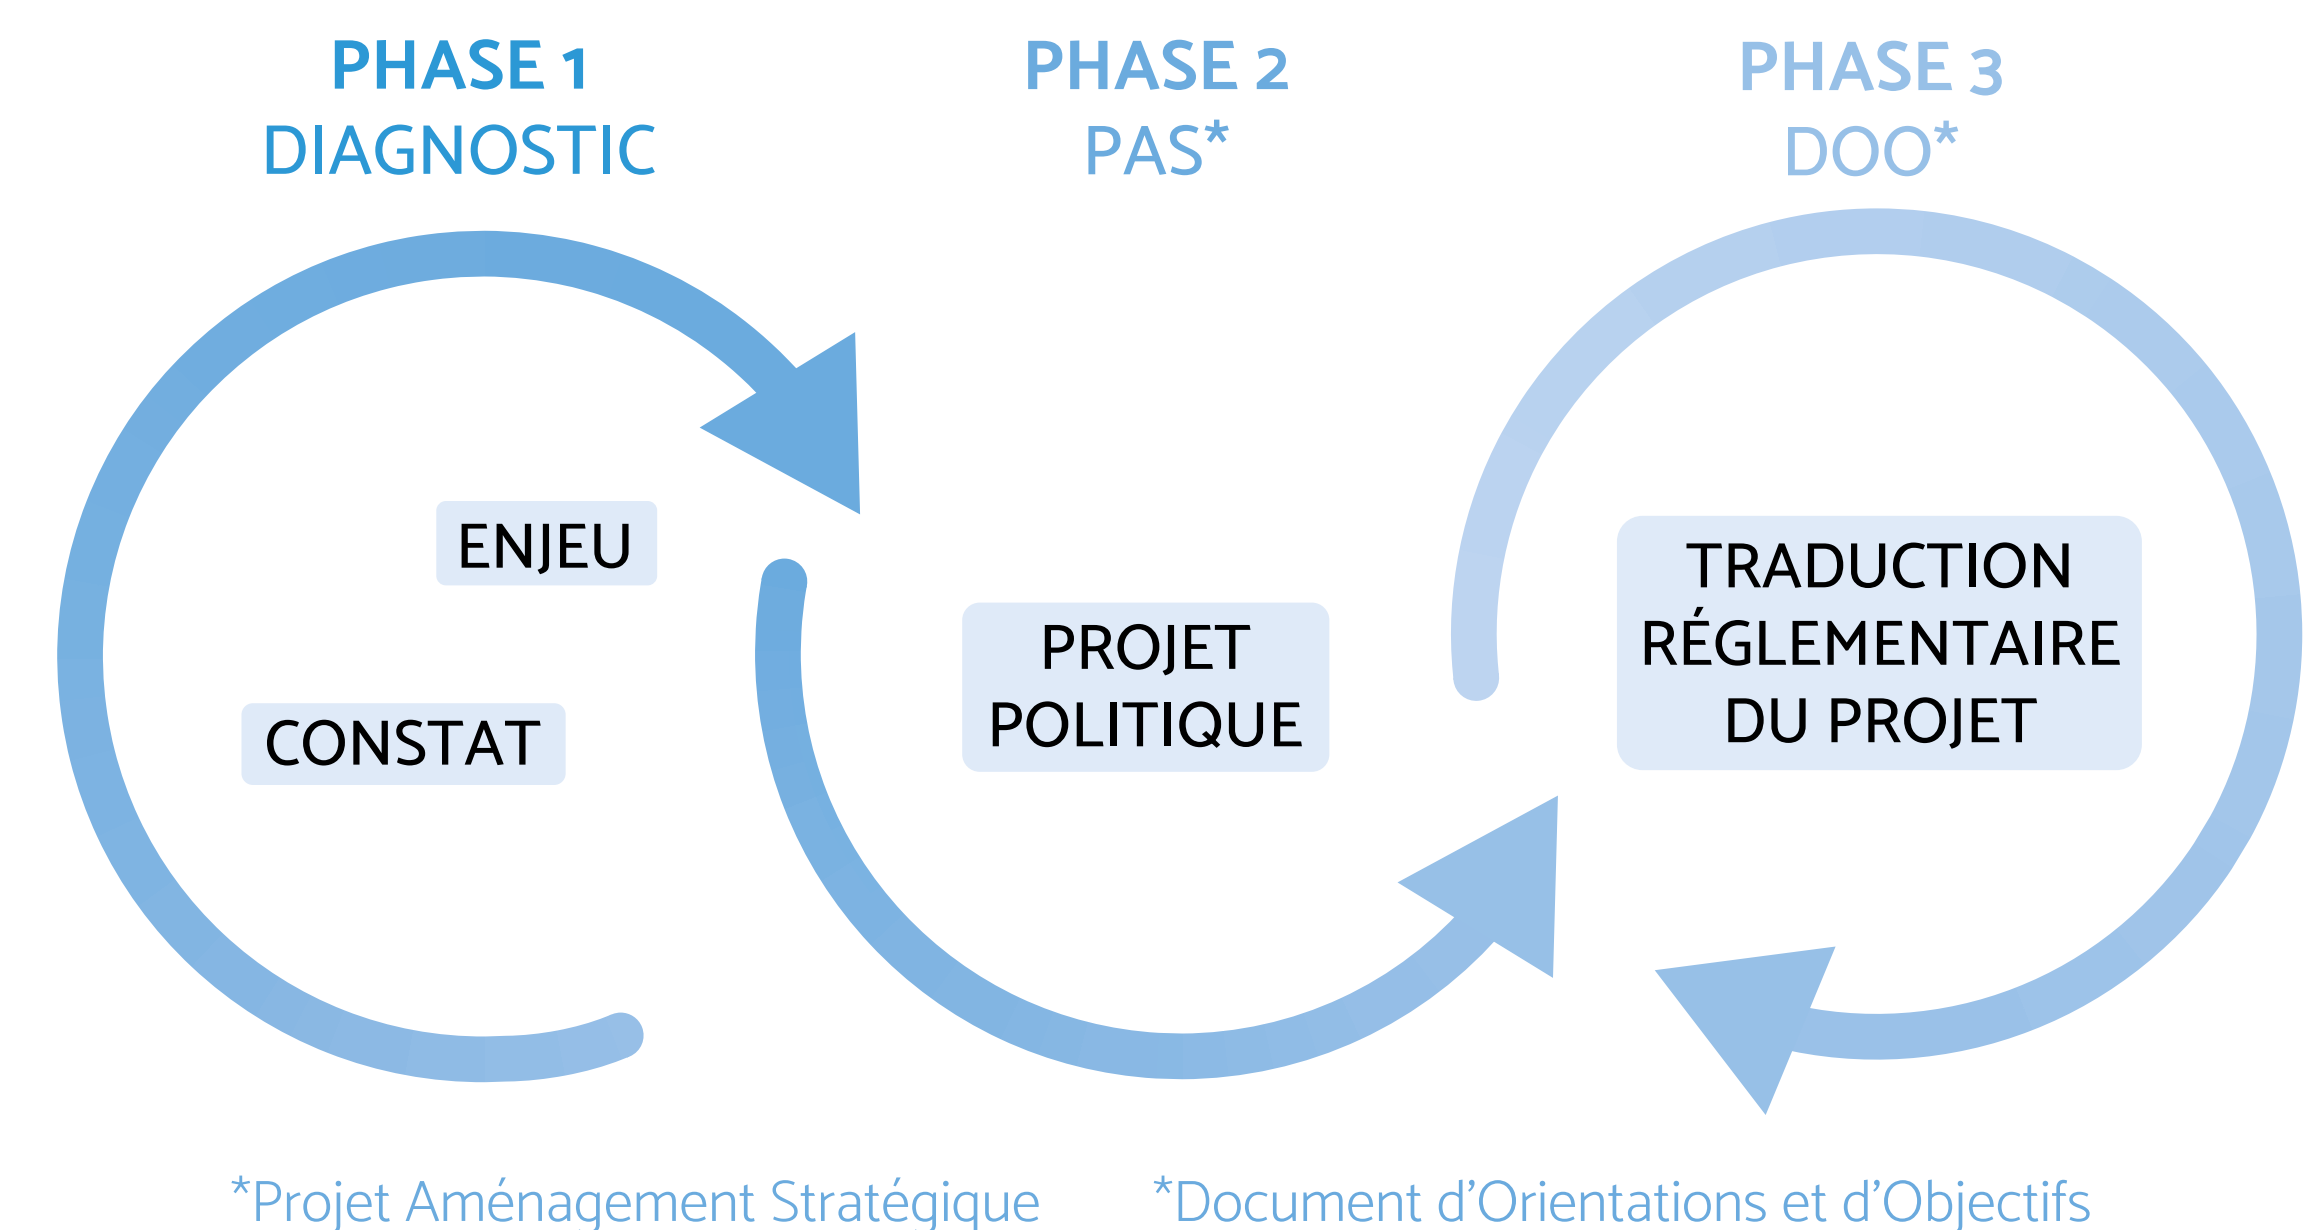 PHASE 1
DIAGNOSTIC
PHASE 2
PAS*
PHASE 3
DOO*
ENJEU
CONSTAT
PROJET
POLITIQUE
TRADUCTION
RÉGLEMENTAIRE
DU PROJET
*Projet Aménagement Stratégique
*Document d’Orientations et d’Objectifs